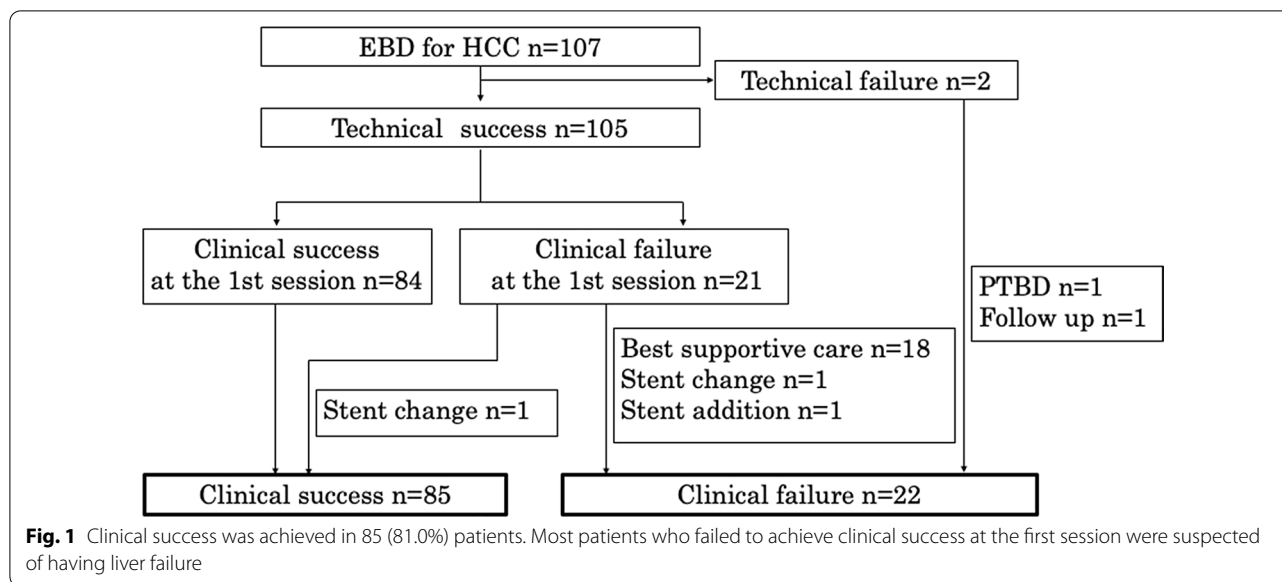 EBD for HCC n=107
Technical failure n=2
Technical success n=105
Clinical success
at the 1st session n=84
Clinical failure
at the 1st session n=21
PTBD n=1
Follow up n=1
Best supportive care n=18
Stent change n=1
Stent addition n=1
Stent change n=1
Clinical success n=85
Clinical failure n=22
Fig. 1 Clinical success was achieved in 85 (81.0%) patients. Most patients who failed to achieve clinical success at the first session were suspected
of having liver failure